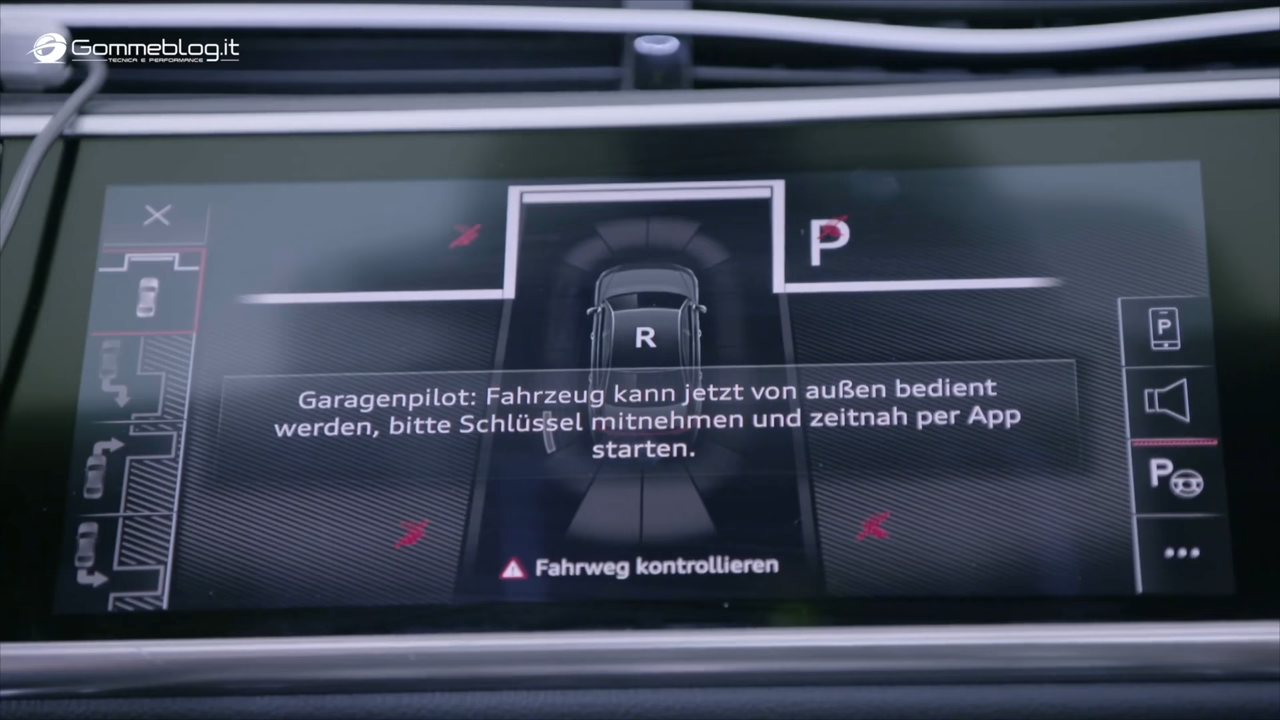 Gommeblog.it
TECNICA E PERFORMANCE
P
R
Garagenpilot: Fahrzeug kann jetzt von außen bedient
werden, bitte Schlüssel mitnehmen und zeitnah per App
starten.
Fahrweg kontrollieren
P
P